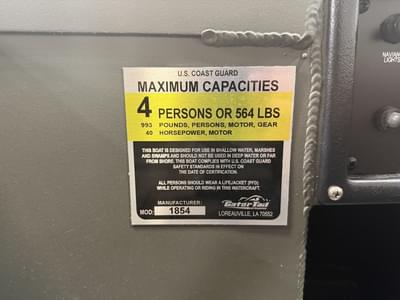 NAVI/ANC
LIGHTS
U.S. COAST GUARD
MAXIMUM CAPACITIES
4 PERSONS OR 564 LBS
993 POUNDS, PERSONS, MOTOR, GEAR
40 HORSEPOWER, MOTOR
THIS BOAT IS DESIGNED FOR USE IN SHALLOW WATER, MARSHES
AND SWAMPS AND SHOULD NOT BE USED IN DEEP WATER OR FAR
FROM SHORE. THIS BOAT COMPLIES WITH U.S. COAST GUARD
SAFETY STANDARDS IN EFFECT ON
THE DATE OF CERTIFICATION.
ALL PERSONS SHOULD WEAR A LIFEJACKET (PFD)
WHILE OPERATING OR RIDING IN THIS WATERCRAFT.
MANUFACTURER:
MOD: 1854
GatorTail
LOREAUVILLE, LA 70552